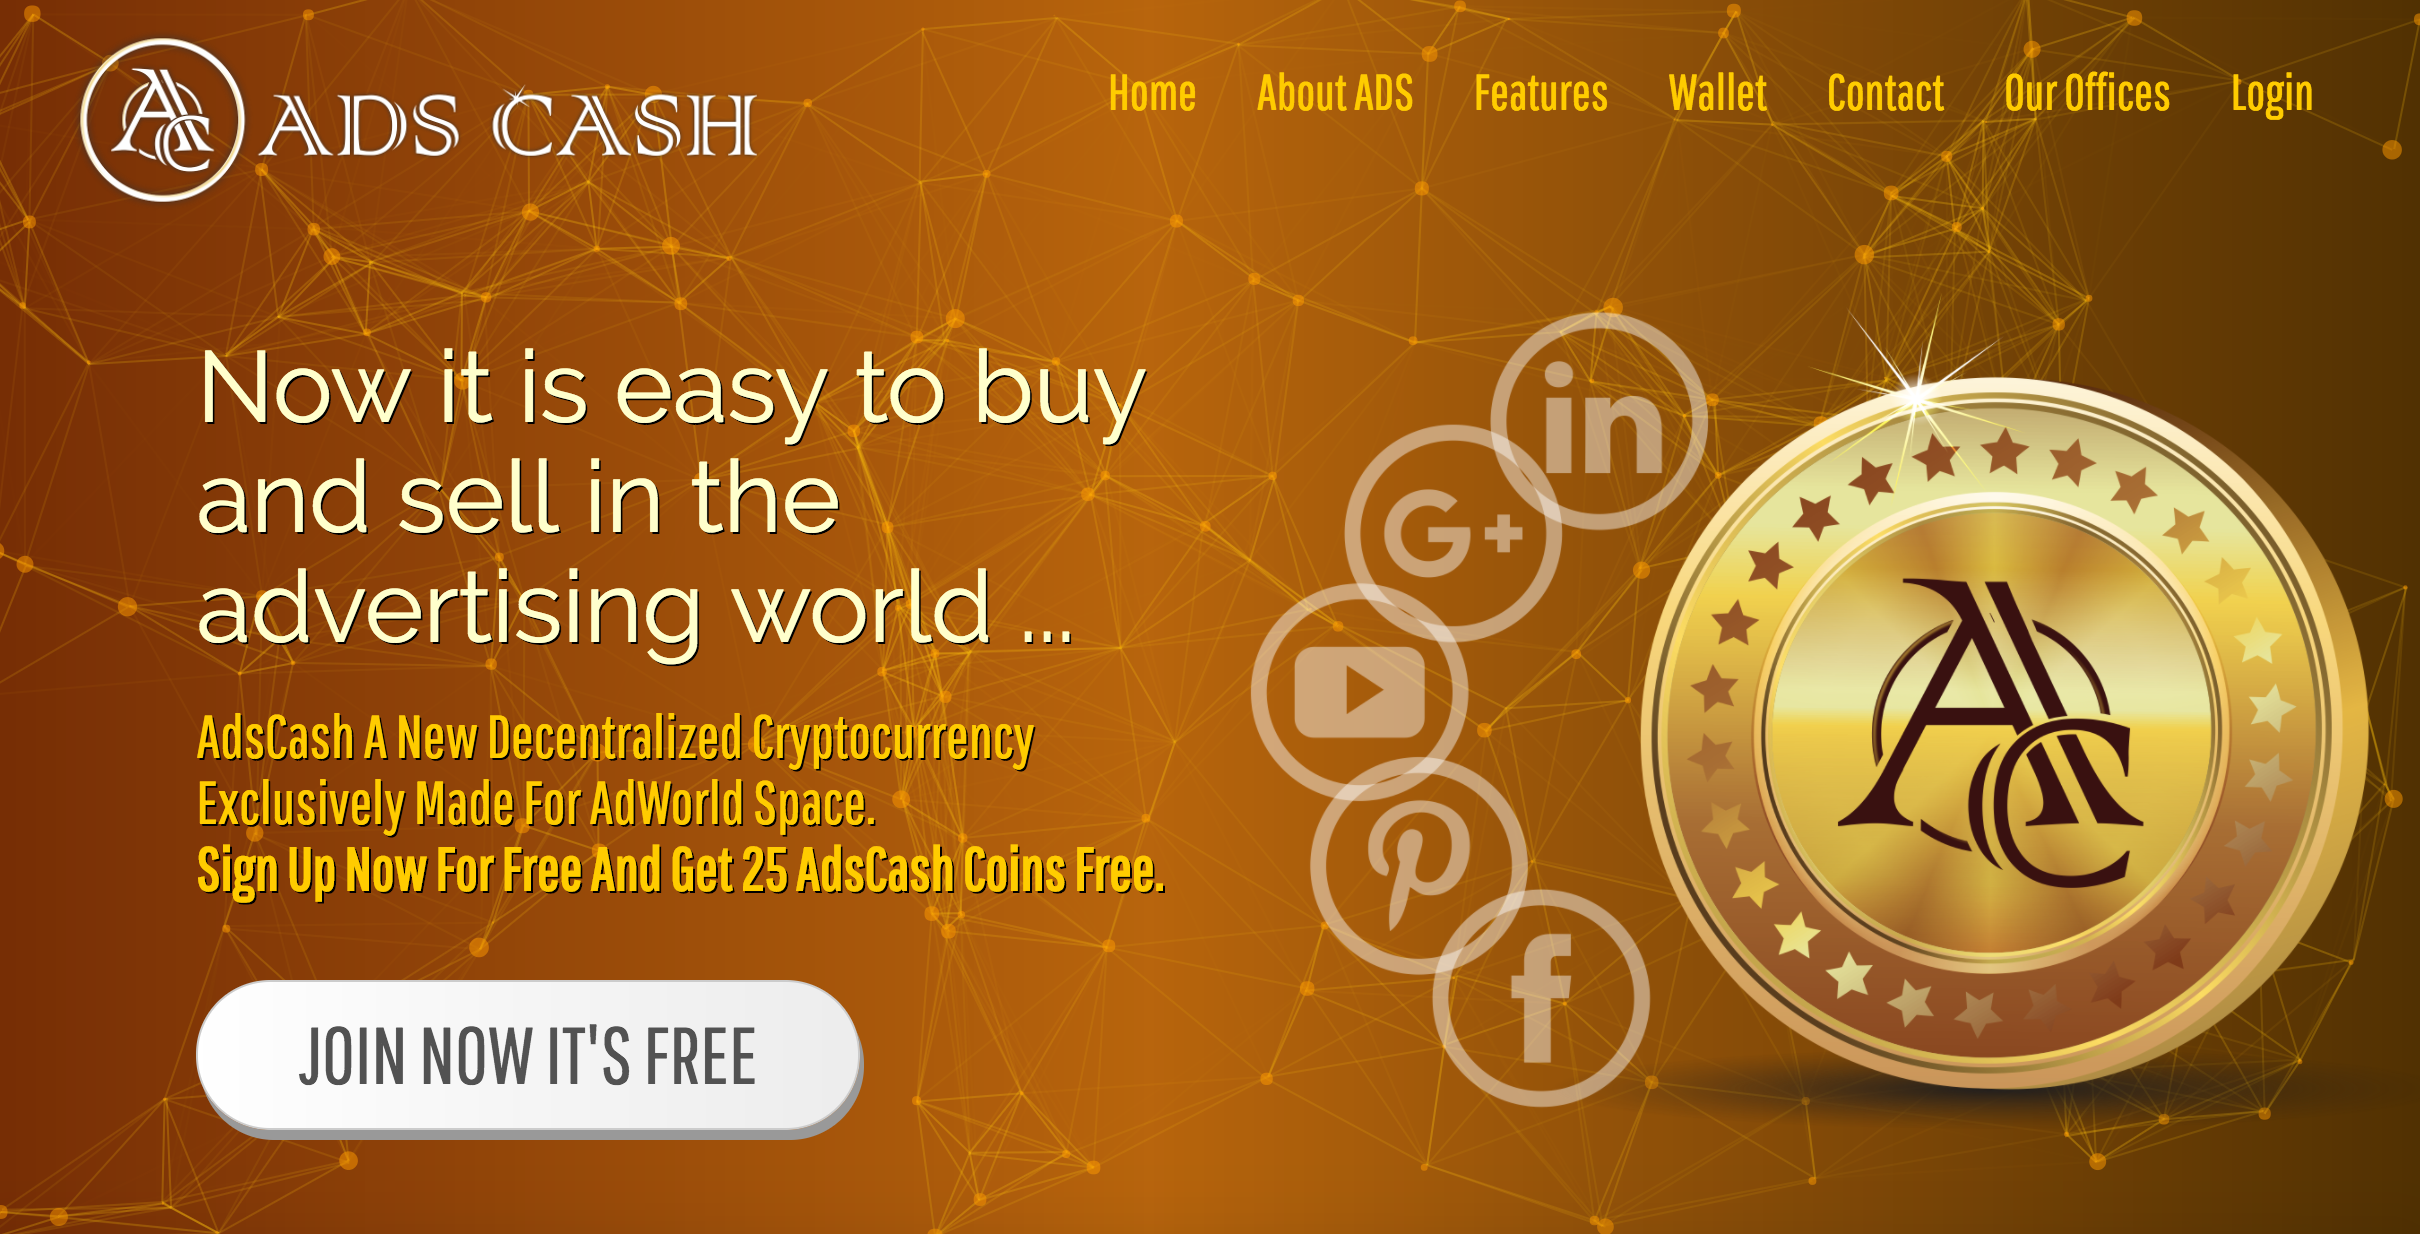 ADS CASH
Home About ADS Features Wallet Contact Our Offices Login
Now it is easy to buy
and sell in the
advertising world ...
AdsCash A New Decentralized Cryptocurrency
Exclusively Made For AdWorld Space.
Sign Up Now For Free And Get 25 AdsCash Coins Free.
JOIN NOW IT'S FREE
in
G+
f
AC